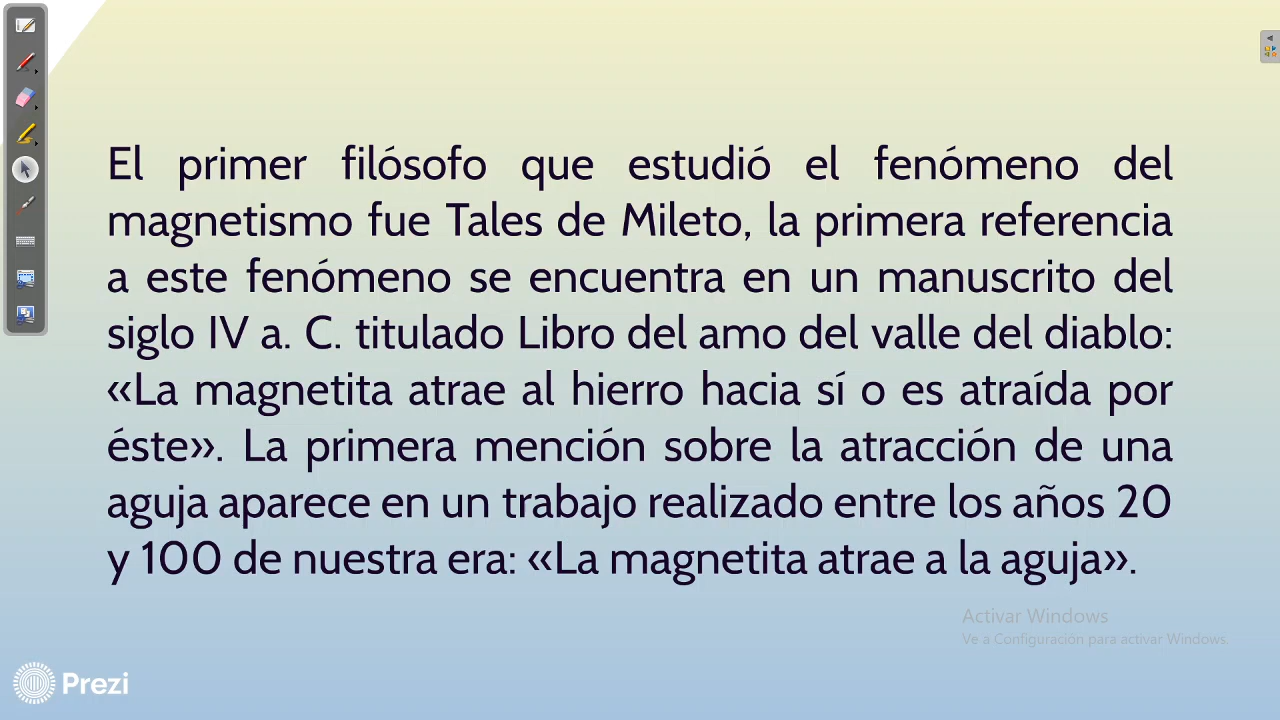 El primer filósofo que estudió el fenómeno del
magnetismo fue Tales de Mileto, la primera referencia
a este fenómeno se encuentra en un manuscrito del
siglo IV a. C. titulado Libro del amo del valle del diablo:
«La magnetita atrae al hierro hacia sí o es atraída por
éste». La primera mención sobre la atracción de una
aguja aparece en un trabajo realizado entre los años 20
y 100 de nuestra era: «La magnetita atrae a la aguja».
Activar Windows
Ve a Configuración para activar Windows.
Prezi